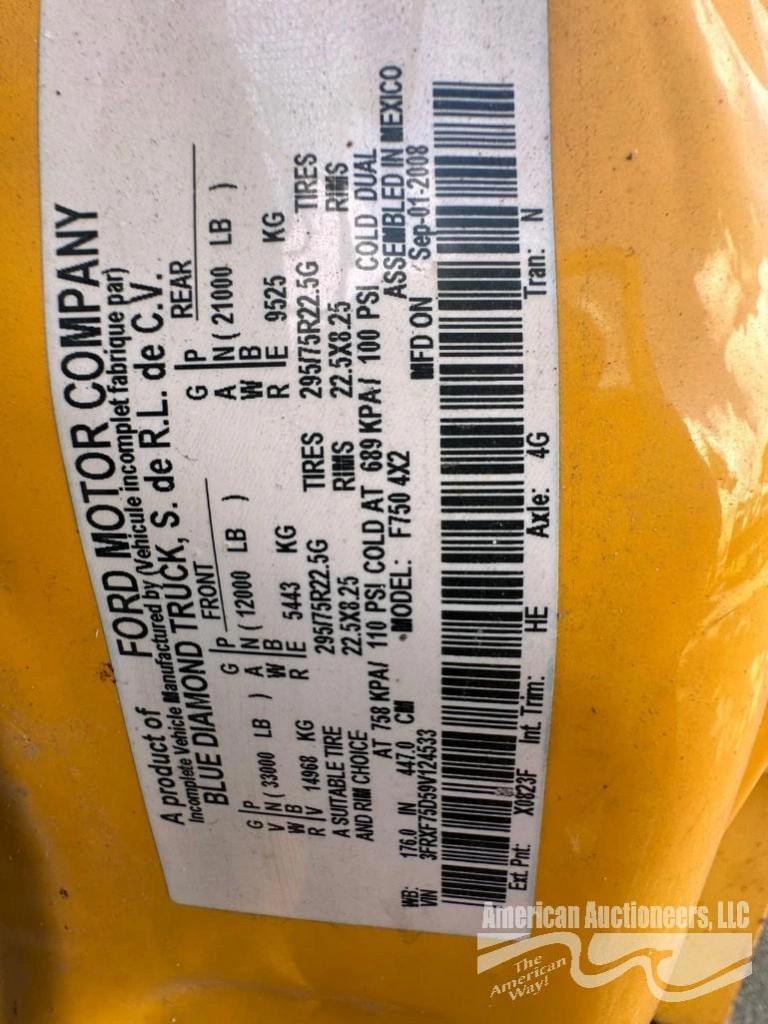 A product of FORD MOTOR COMPANY
Incomplete Vehicle Manufactured by (Vehicule incomplet fabrique par)
BLUE DIAMOND TRUCK, S. de R.L. de C.V.
FRONT REAR
G P G P G P
V N ( 33000 LB ) A N ( 12000 LB ) A N ( 21000 LB )
W B W B W B
R V 14968 KG R E 5443 KG R E 9525 KG
A SUITABLE TIRE 295/75R22.5G TIRES 295/75R22.5G TIRES
AND RIM CHOICE 22.5X8.25 RIMS 22.5X8.25 RIMS
AT 758 KPA/ 110 PSI COLD AT 689 KPA/ 100 PSI COLD DUAL
WB: 176.0 IN 447.0 CM MODEL: F750 4X2 ASSEMBLED IN MEXICO
VIN 3FRXF75D59V124533 MFD ON Sep-01-2008
Ext. Pnt: X0823F Int. Trim: HE Axle: 4G Tran: N
American Auctioneers, LLC
The
American
Way!